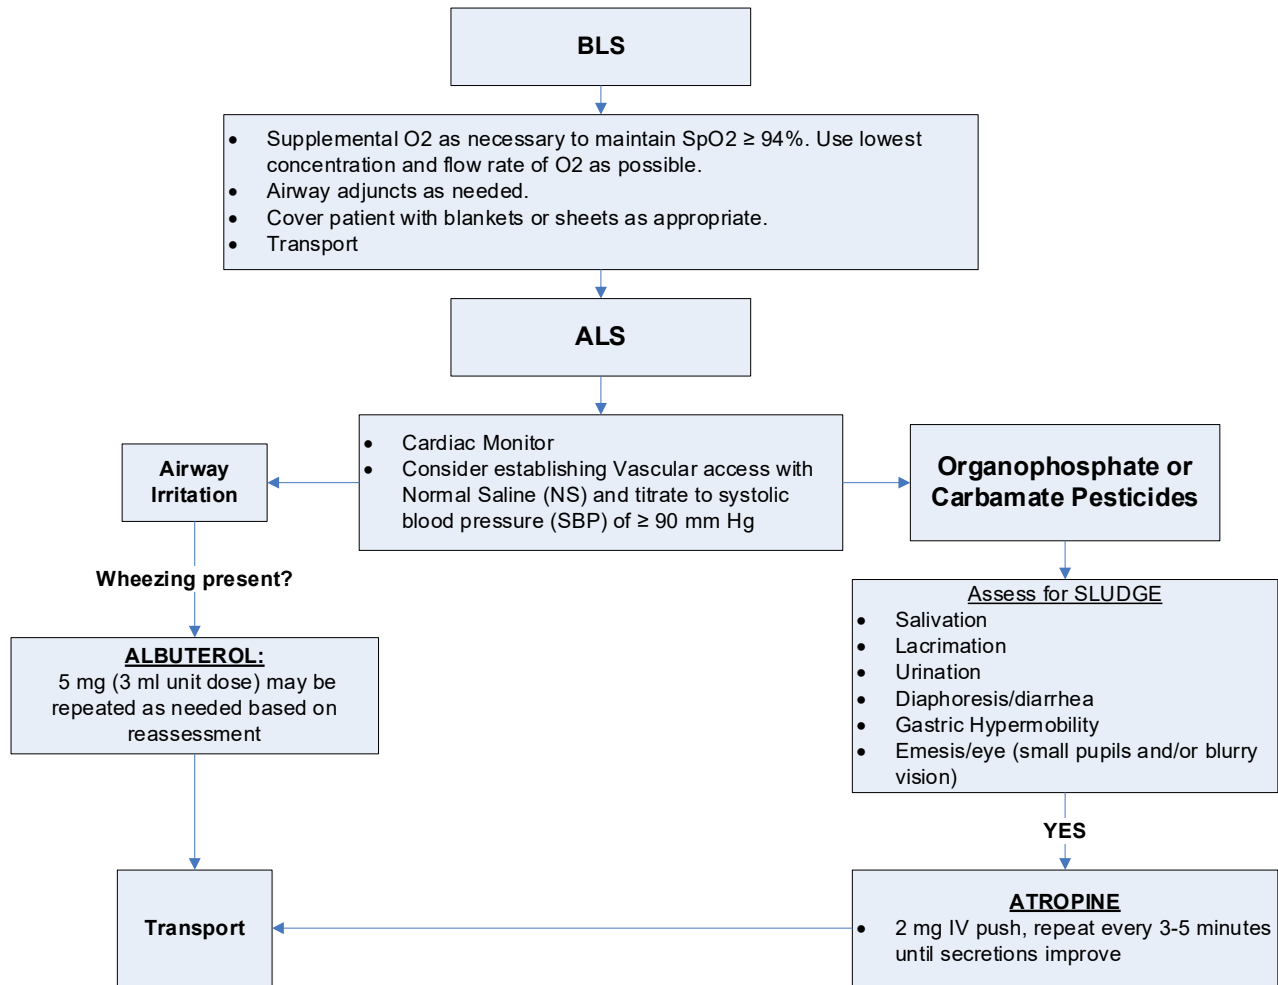 BLS
• Supplemental O2 as necessary to maintain SpO2 ≥ 94%. Use lowest
concentration and flow rate of O2 as possible.
• Airway adjuncts as needed.
• Cover patient with blankets or sheets as appropriate.
• Transport
ALS
• Cardiac Monitor
• Consider establishing Vascular access with
Normal Saline (NS) and titrate to systolic
blood pressure (SBP) of ≥ 90 mm Hg
Airway
Irritation
Wheezing present?
ALBUTEROL:
5 mg (3 ml unit dose) may be
repeated as needed based on
reassessment
Organophosphate or
Carbamate Pesticides
Assess for SLUDGE
• Salivation
• Lacrimation
• Urination
• Diaphoresis/diarrhea
• Gastric Hypermobility
• Emesis/eye (small pupils and/or blurry
vision)
YES
ATROPINE
• 2 mg IV push, repeat every 3-5 minutes
until secretions improve
Transport